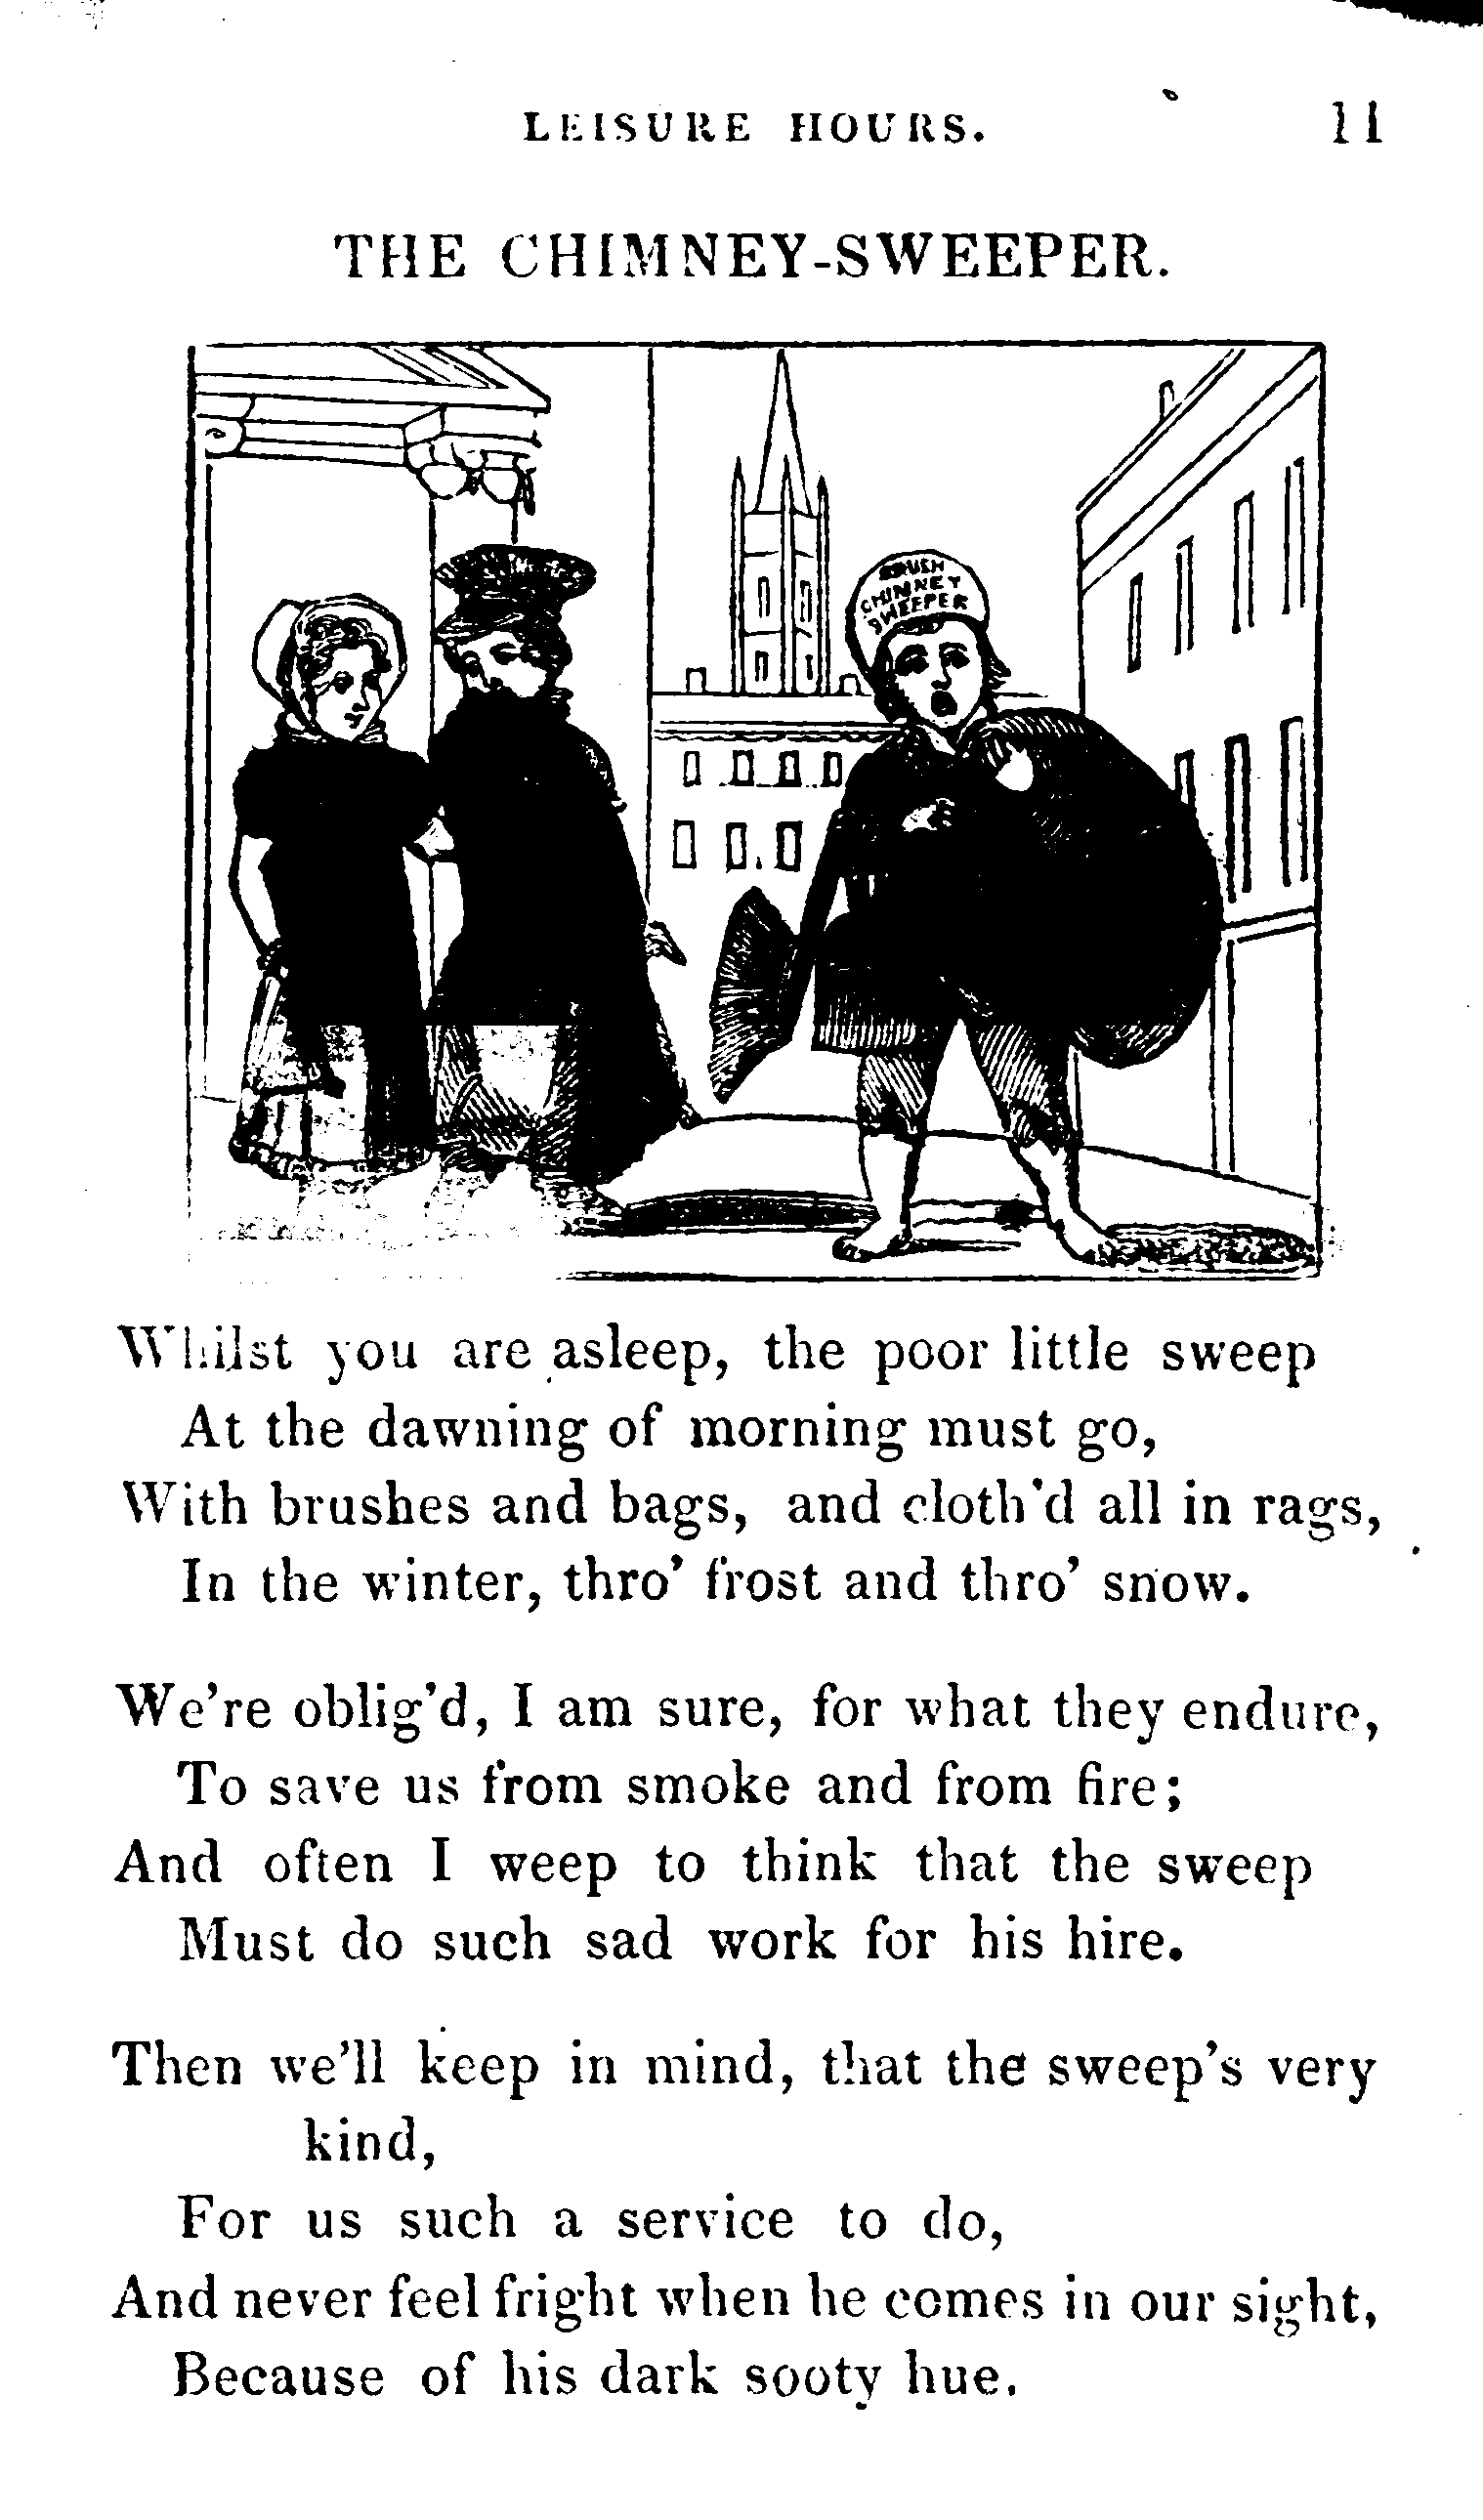 LEISURE HOURS. 11
THE CHIMNEY-SWEEPER.
CHIMNEY
SWEEPER
Whilst you are asleep, the poor little sweep
At the dawning of morning must go,
With brushes and bags, and cloth'd all in rags,
In the winter, thro' frost and thro' snow.
We're oblig'd, I am sure, for what they endure,
To save us from smoke and from fire;
And often I weep to think that the sweep
Must do such sad work for his hire.
Then we'll keep in mind, that the sweep's very
kind,
For us such a service to do,
And never feel fright when he comes in our sight,
Because of his dark sooty hue.